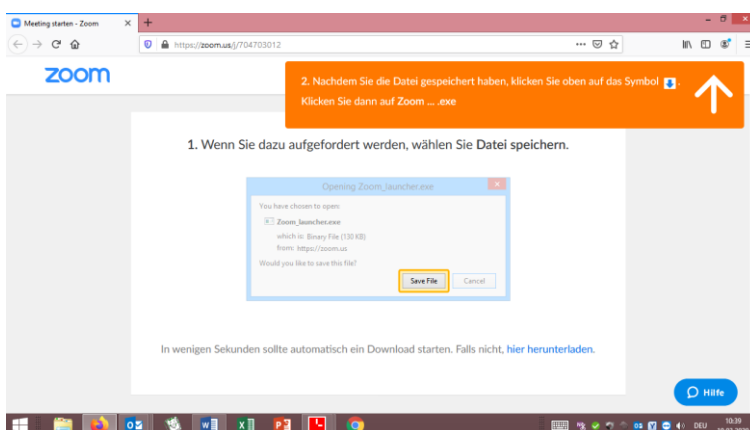 Meeting starten - Zoom
https://zoom.us/j/704703012
zoom
2. Nachdem Sie die Datei gespeichert haben, klicken Sie oben auf das Symbol .
Klicken Sie dann auf Zoom ... .exe
1. Wenn Sie dazu aufgefordert werden, wählen Sie Datei speichern.
Opening Zoom_launcher.exe
You have chosen to open:
Zoom_launcher.exe
which is: Binary File (130 KB)
from: https://zoom.us
Would you like to save this file?
Save File Cancel
In wenigen Sekunden sollte automatisch ein Download starten. Falls nicht, hier herunterladen.
Hilfe
DEU 10:39